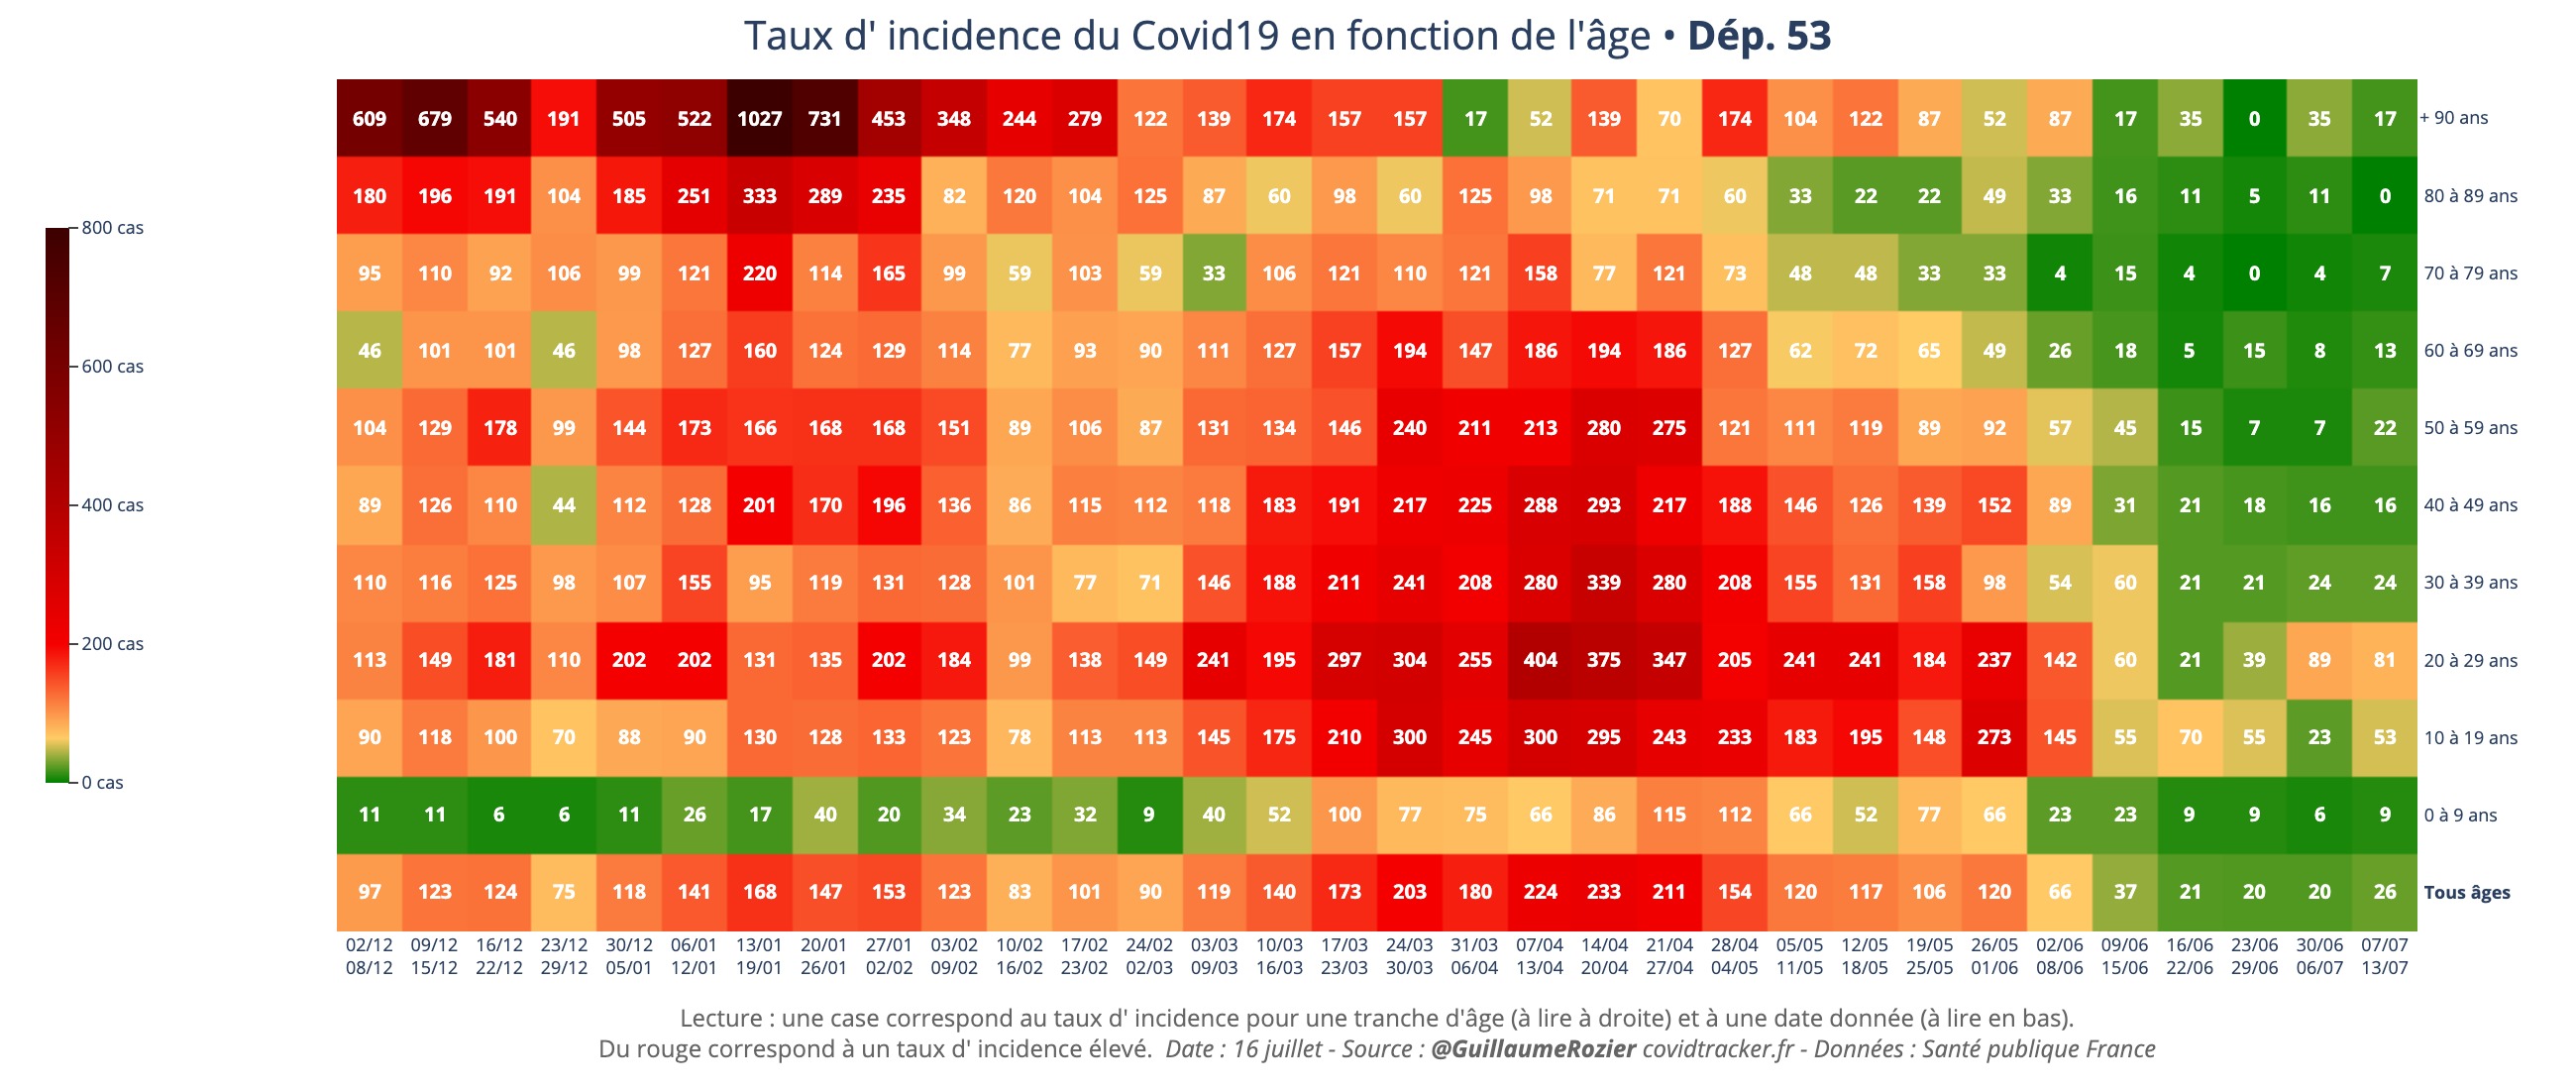 Taux d' incidence du Covid19 en fonction de l'âge • Dép. 53
609 679 540 191 505 522 1027 731 453 348 244 279 122 139 174 157 157 17 52 139 70 174 104 122 87 52 87 17 35 0 35 17 + 90 ans
180 196 191 104 185 251 333 289 235 82 120 104 125 87 60 98 60 125 98 71 71 60 33 22 22 49 33 16 11 5 11 0 80 à 89 ans
800 cas
95 110 92 106 99 121 220 114 165 99 59 103 59 33 106 121 110 121 158 77 121 73 48 48 33 33 4 15 4 0 4 7 70 à 79 ans
46 101 101 46 98 127 160 124 129 114 77 93 90 111 127 157 194 147 186 194 186 127 62 72 65 49 26 18 5 15 8 13 60 à 69 ans
600 cas
104 129 178 99 144 173 166 168 168 151 89 106 87 131 134 146 240 211 213 280 275 121 111 119 89 92 57 45 15 7 7 22 50 à 59 ans
400 cas
89 126 110 44 112 128 201 170 196 136 86 115 112 118 183 191 217 225 288 293 217 188 146 126 139 152 89 31 21 18 16 16 40 à 49 ans
110 116 125 98 107 155 95 119 131 128 101 77 71 146 188 211 241 208 280 339 280 208 155 131 158 98 54 60 21 21 24 24 30 à 39 ans
200 cas
113 149 181 110 202 202 131 135 202 184 99 138 149 241 195 297 304 255 404 375 347 205 241 241 184 237 142 60 21 39 89 81 20 à 29 ans
90 118 100 70 88 90 130 128 133 123 78 113 113 145 175 210 300 245 300 295 243 233 183 195 148 273 145 55 70 55 23 53 10 à 19 ans
0 cas
11 11 6 6 11 26 17 40 20 34 23 32 9 40 52 100 77 75 66 86 115 112 66 52 77 66 23 23 9 9 6 9 0 à 9 ans
97 123 124 75 118 141 168 147 153 123 83 101 90 119 140 173 203 180 224 233 211 154 120 117 106 120 66 37 21 20 20 26 Tous âges
02/12 09/12 16/12 23/12 30/12 06/01 13/01 20/01 27/01 03/02 10/02 17/02 24/02 03/03 10/03 17/03 24/03 31/03 07/04 14/04 21/04 28/04 05/05 12/05 19/05 26/05 02/06 09/06 16/06 23/06 30/06 07/07
08/12 15/12 22/12 29/12 05/01 12/01 19/01 26/01 02/02 09/02 16/02 23/02 02/03 09/03 16/03 23/03 30/03 06/04 13/04 20/04 27/04 04/05 11/05 18/05 25/05 01/06 08/06 15/06 22/06 29/06 06/07 13/07
Lecture : une case correspond au taux d' incidence pour une tranche d'âge (à lire à droite) et à une date donnée (à lire en bas).
Du rouge correspond à un taux d' incidence élevé. Date : 16 juillet - Source : @GuillaumeRozier covidtracker.fr - Données : Santé publique France